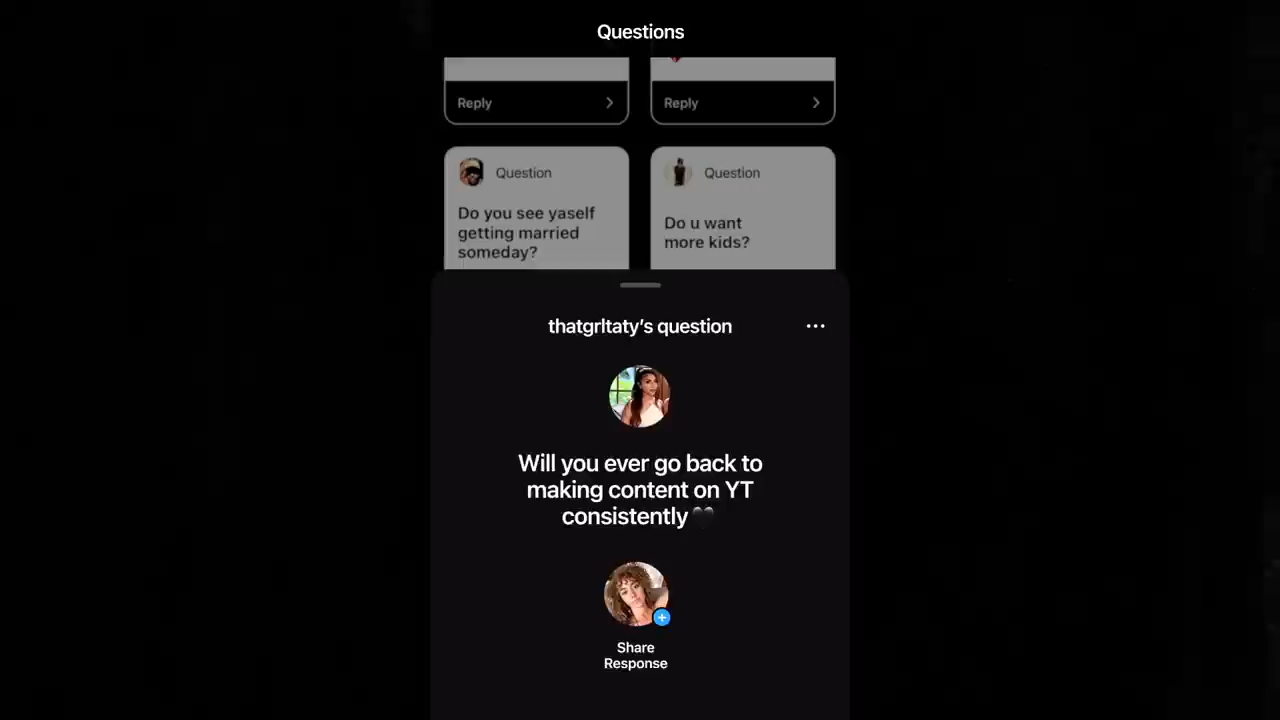 Questions
Reply
Reply
Question
Do you see yaself
getting married
someday?
Question
Do u want
more kids?
thatgrltaty's question
Will you ever go back to
making content on YT
consistently🖤
Share
Response